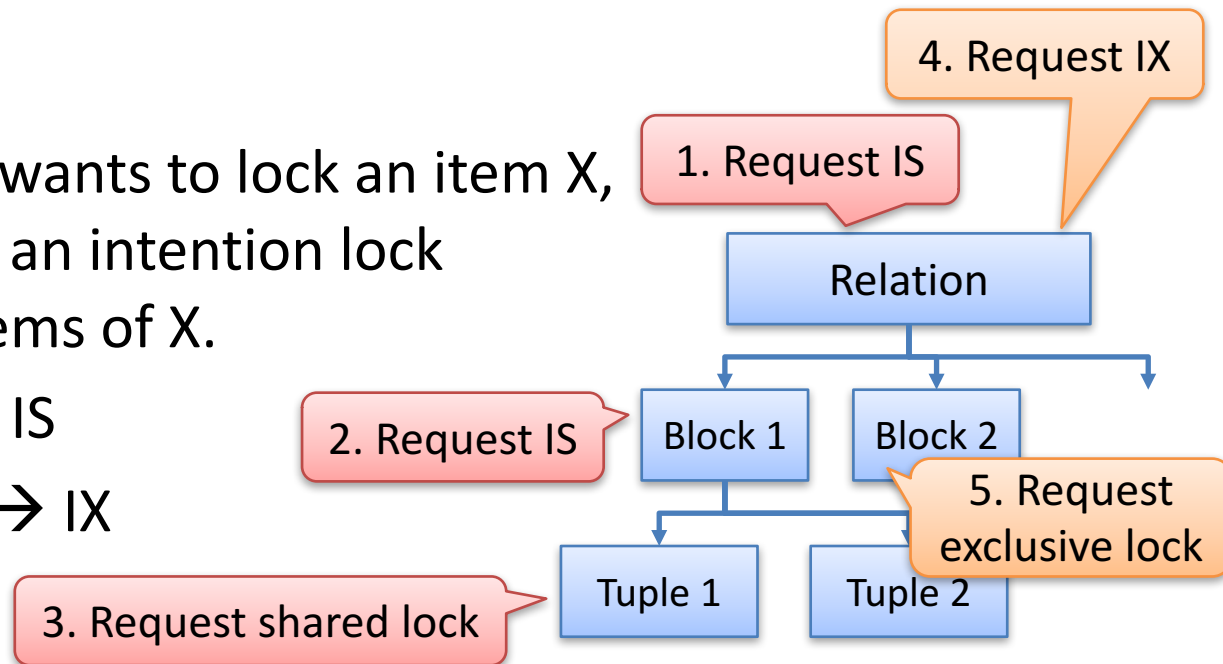 4. Request IX
1. Request IS
wants to lock an item X,
an intention lock
ems of X.
IS
→ IX
Relation
2. Request IS
Block 1
Block 2
5. Request
exclusive lock
3. Request shared lock
Tuple 1
Tuple 2